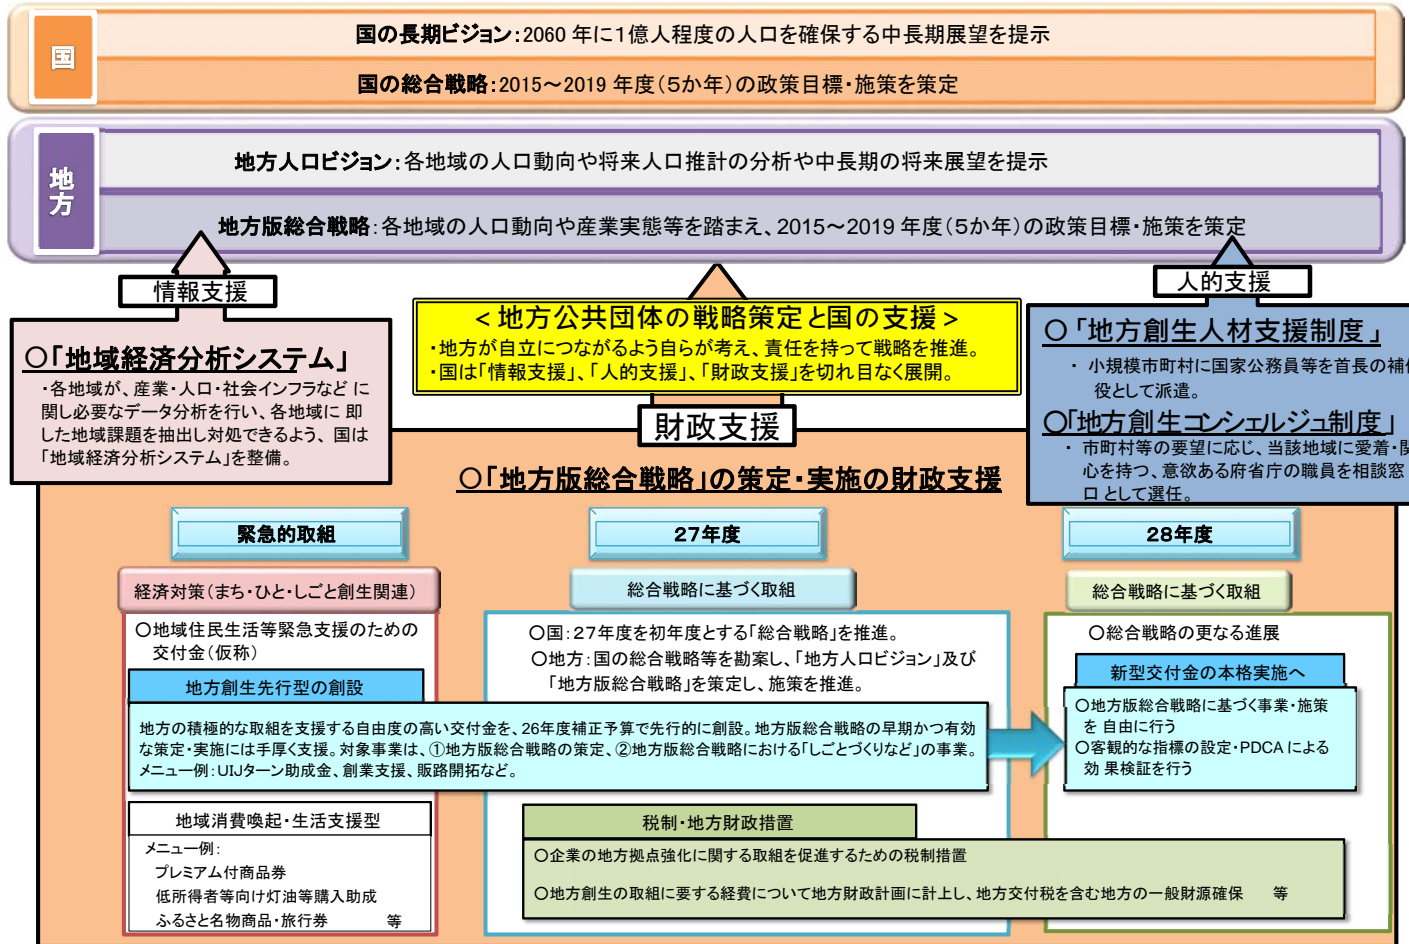 国
国の長期ビジョン：2060 年に１億人程度の人口を確保する中長期展望を提示
国の総合戦略：2015～2019 年度（５か年）の政策目標・施策を策定
地方
地方人口ビジョン：各地域の人口動向や将来人口推計の分析や中長期の将来展望を提示
地方版総合戦略：各地域の人口動向や産業実態等を踏まえ、2015～2019 年度（５か年）の政策目標・施策を策定
情報支援
○「地域経済分析システム」
・各地域が、産業・人口・社会インフラなど に
関し必要なデータ分析を行い、各地域に 即
した地域課題を抽出し対処できるよう、 国は
「地域経済分析システム」を整備。
＜地方公共団体の戦略策定と国の支援＞
・地方が自立につながるよう自らが考え、責任を持って戦略を推進。
・国は「情報支援」、「人的支援」、「財政支援」を切れ目なく展開。
人的支援
○「地方創生人材支援制度」
・ 小規模市町村に国家公務員等を首長の補佐
役として派遣。
○「地方創生コンシェルジュ制度」
・ 市町村等の要望に応じ、当該地域に愛着・関
心を持つ、意欲ある府省庁の職員を相談窓
口 として選任。
財政支援
○「地方版総合戦略」の策定・実施の財政支援
緊急的取組
経済対策（まち・ひと・しごと創生関連）
○地域住民生活等緊急支援のための
交付金（仮称）
地方創生先行型の創設
地方の積極的な取組を支援する自由度の高い交付金を、26年度補正予算で先行的に創設。地方版総合戦略の早期かつ有効
な策定・実施には手厚く支援。対象事業は、①地方版総合戦略の策定、②地方版総合戦略における「しごとづくりなど」の事業。
メニュー例：UIJターン助成金、創業支援、販路開拓など。
地域消費喚起・生活支援型
メニュー例：
プレミアム付商品券
低所得者等向け灯油等購入助成
ふるさと名物商品・旅行券 等
27年度
総合戦略に基づく取組
○国：２７年度を初年度とする「総合戦略」を推進。
○地方：国の総合戦略等を勘案し、「地方人口ビジョン」及び
「地方版総合戦略」を策定し、施策を推進。
税制・地方財政措置
○企業の地方拠点強化に関する取組を促進するための税制措置
○地方創生の取組に要する経費について地方財政計画に計上し、地方交付税を含む地方の一般財源確保 等
28年度
総合戦略に基づく取組
○総合戦略の更なる進展
新型交付金の本格実施へ
○地方版総合戦略に基づく事業・施策
を 自由に行う
○客観的な指標の設定・PDCA による
効 果検証を行う